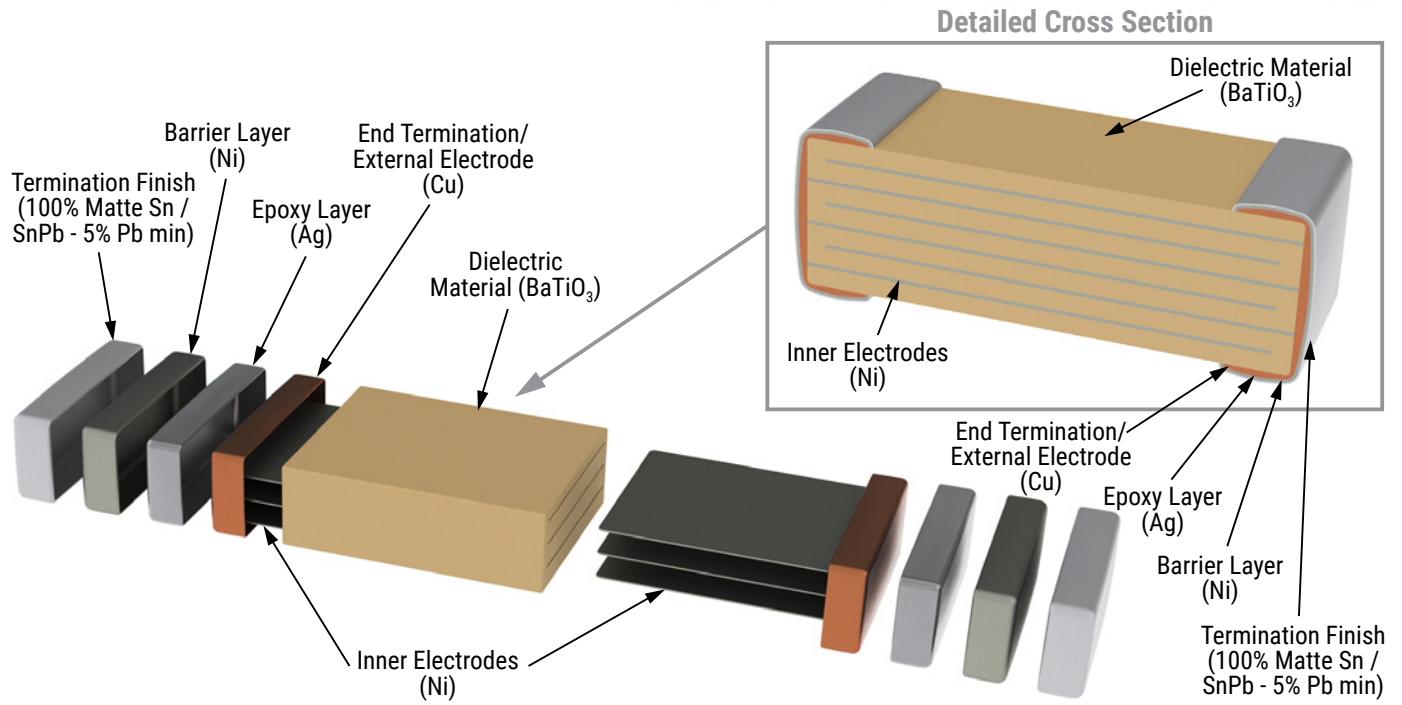 Detailed Cross Section
Dielectric Material
(BaTiO₃)
Inner Electrodes
(Ni)
Barrier Layer
(Ni)
End Termination/
External Electrode
(Cu)
Termination Finish
(100% Matte Sn /
SnPb - 5% Pb min)
Epoxy Layer
(Ag)
Dielectric
Material (BaTiO₃)
End Termination/
External Electrode
(Cu)
Epoxy Layer
(Ag)
Barrier Layer
(Ni)
Termination Finish
(100% Matte Sn /
SnPb - 5% Pb min)
Inner Electrodes
(Ni)